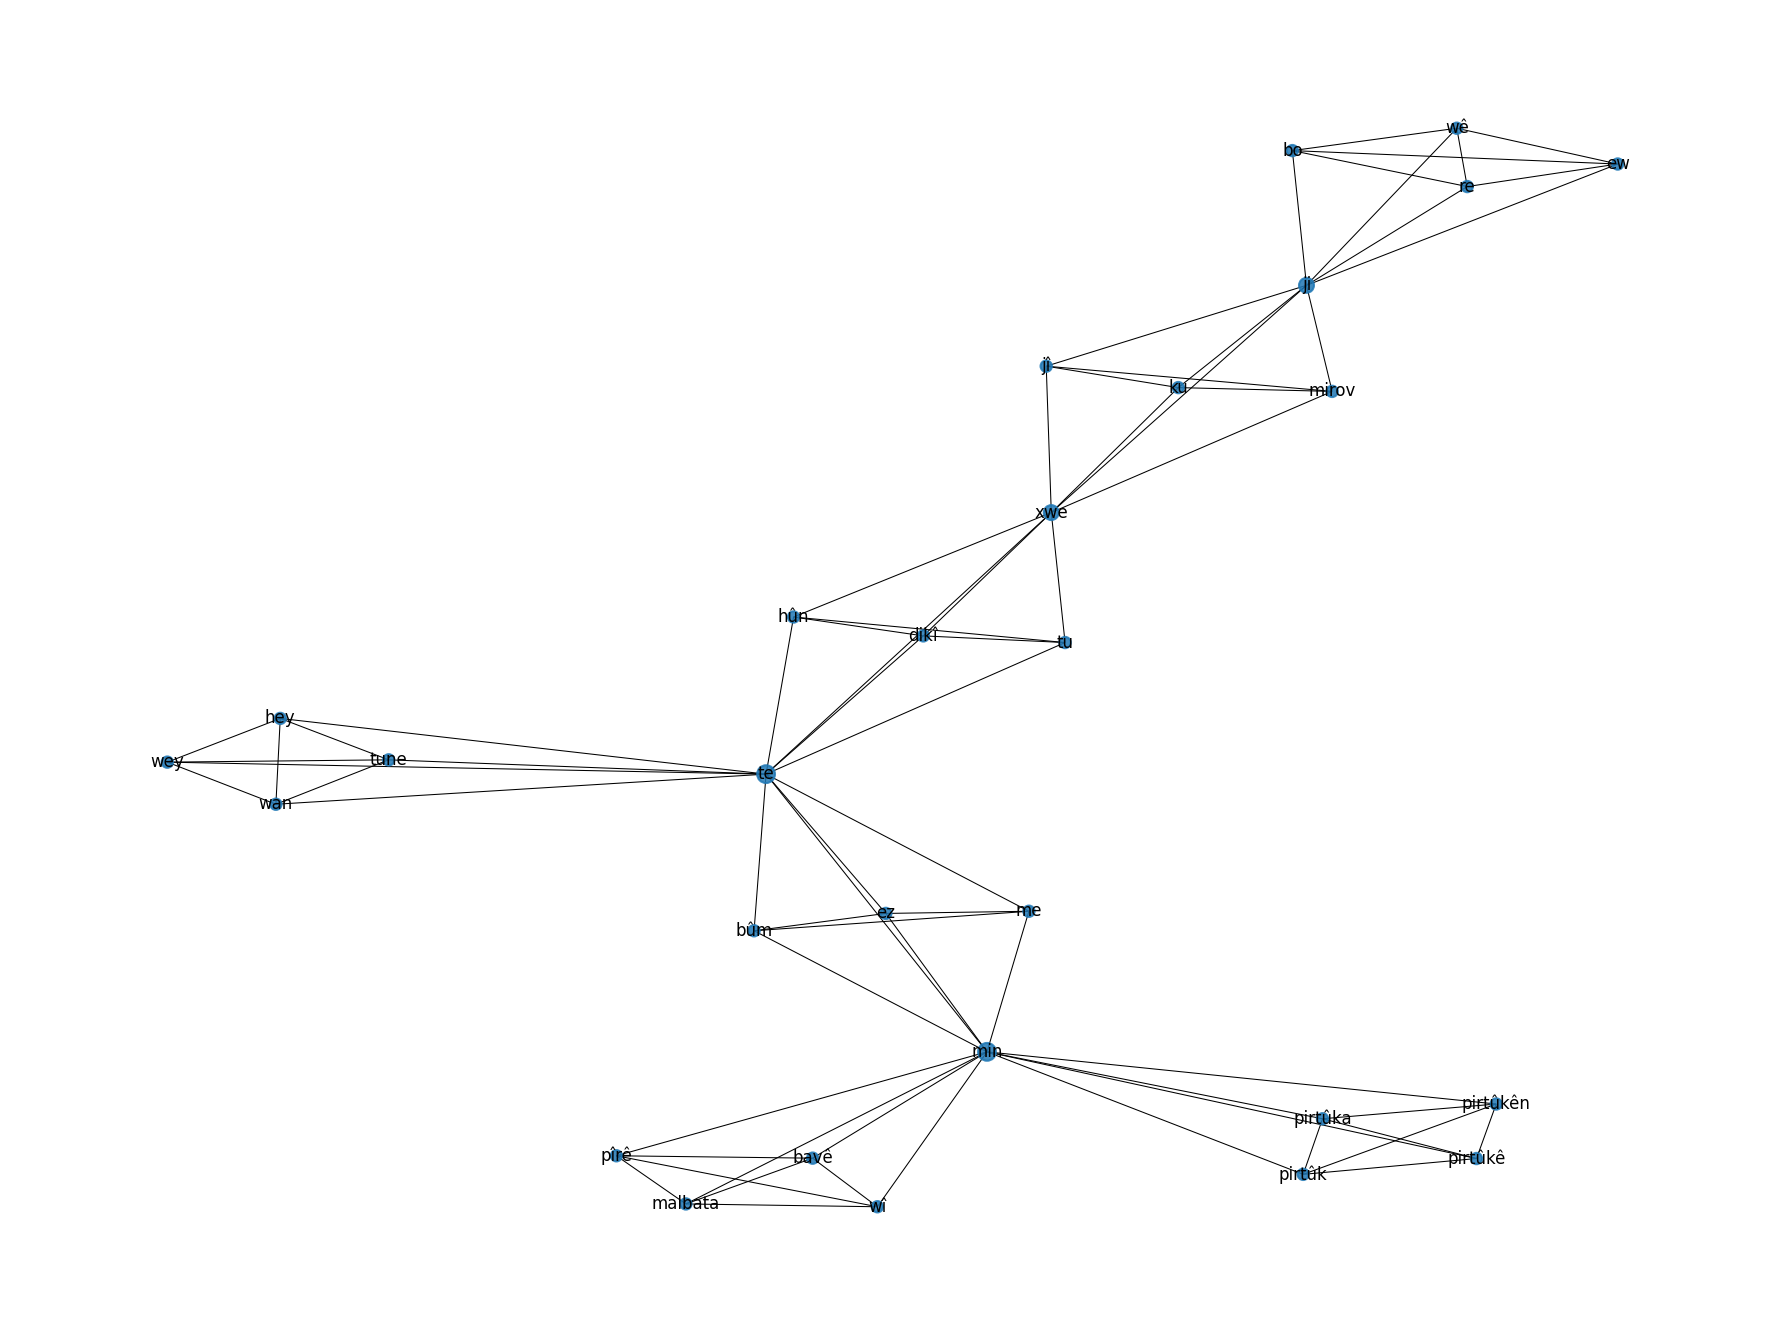 wê
bo
ew
re
ji
jî
ku
mirov
xwe
hûn
dikî
tu
hey
tune
wey
te
wan
ez
me
bûm
min
pirtûkên
pirtûka
pîrê
bavê
pirtûkê
pirtûk
malbata
wî